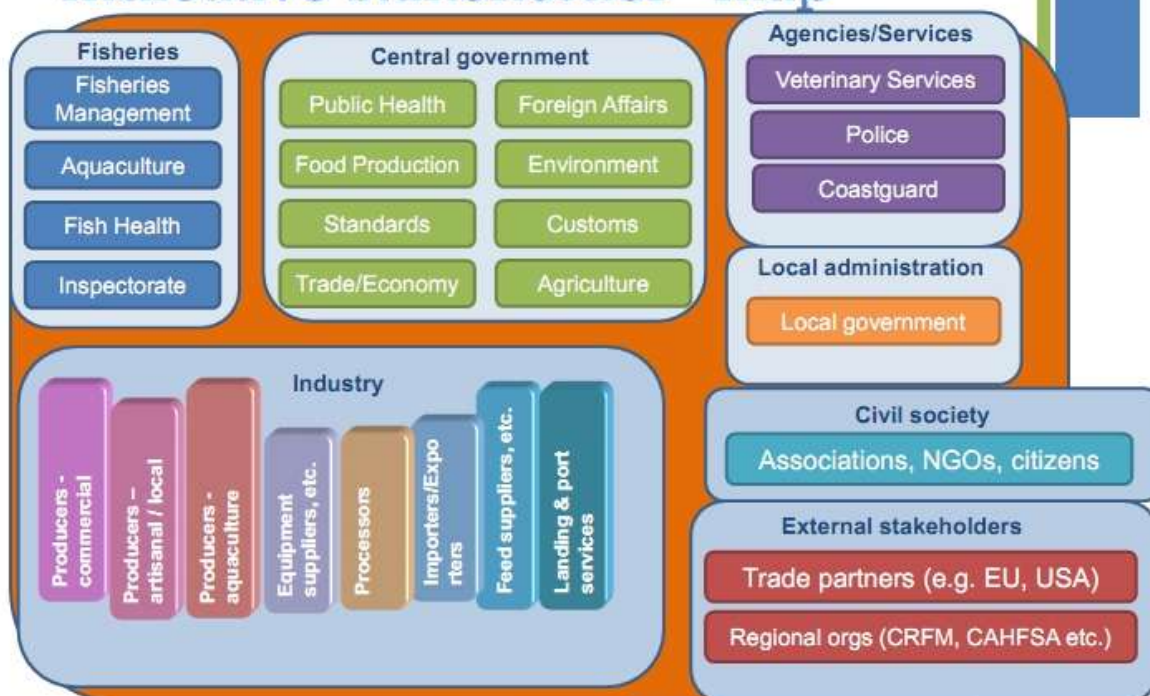 Fisheries
Fisheries
Management
Aquaculture
Fish Health
Inspectorate
Central government
Public Health
Foreign Affairs
Food Production
Environment
Standards
Customs
Trade/Economy
Agriculture
Agencies/Services
Veterinary Services
Police
Coastguard
Local administration
Local government
Industry
Producers -
commercial
Producers –
artisanal / local
Producers -
aquaculture
Equipment
suppliers, etc.
Processors
Importers/Expo
rters
Feed suppliers, etc.
Landing & port
services
Civil society
Associations, NGOs, citizens
External stakeholders
Trade partners (e.g. EU, USA)
Regional orgs (CRFM, CAHFSA etc.)